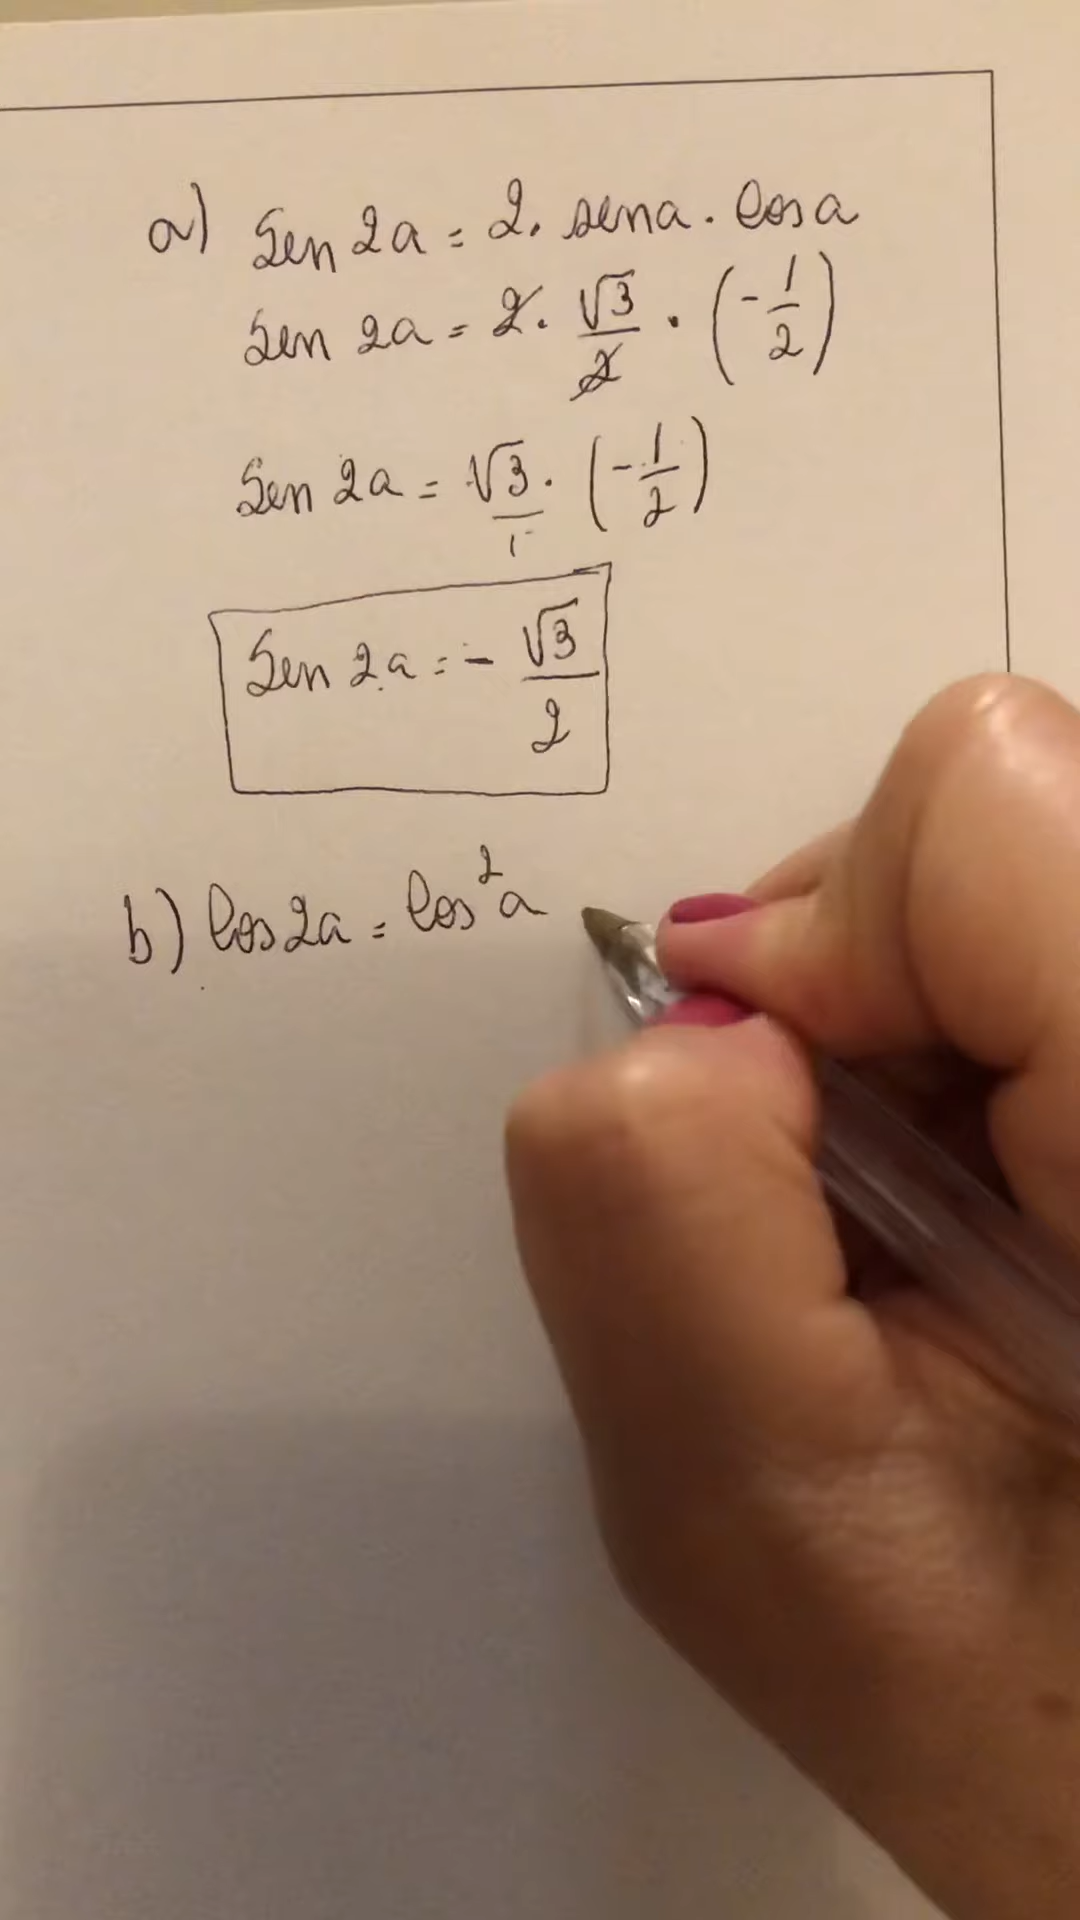 a) Sen 2a = 2. sen a . Cos a
Sen 2a = 2. √3/2 . (-1/2)
Sen 2a = √3/1 . (-1/2)
Sen 2a = - √3/2
b) Cos 2a = Cos²a